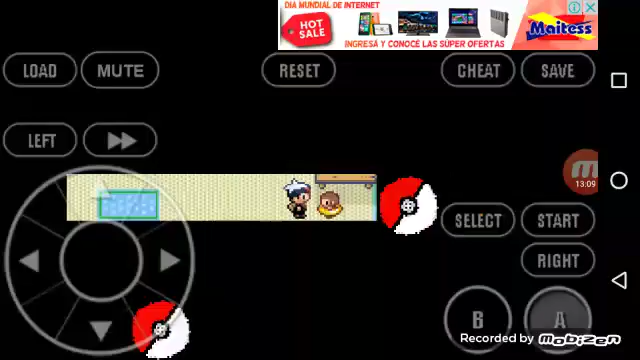 DIA MUNDIAL DE INTERNET
HOT
SALE
Maitess
INGRESA Y CONOCÉ LAS SÚPER OFERTAS
LOAD
MUTE
RESET
CHEAT
SAVE
LEFT
13:09
SELECT
START
RIGHT
B
A
Recorded by MOBIZEN